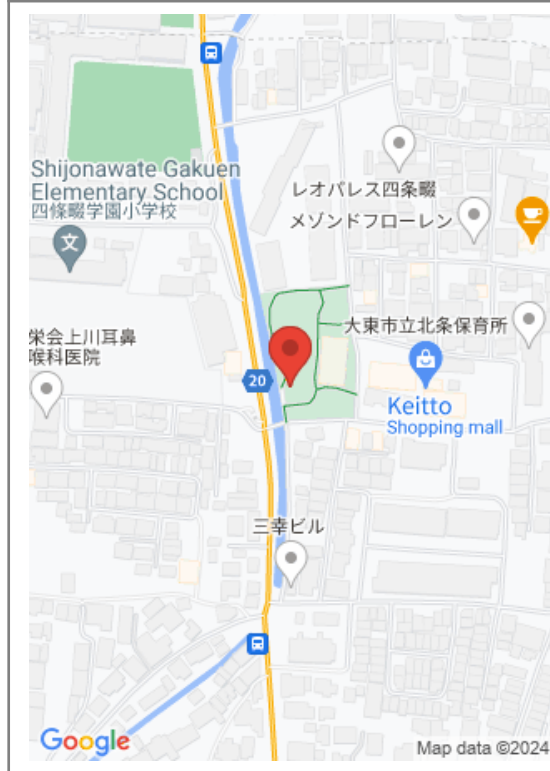 Shijonawate Gakuen
Elementary School
四條畷学園小学校
レオパレス四条畷
メゾンドフローレン
文
栄会上川耳鼻
喉科医院
大東市立北条保育所
20
Keitto
Shopping mall
三幸ビル
Google
Map data ©2024